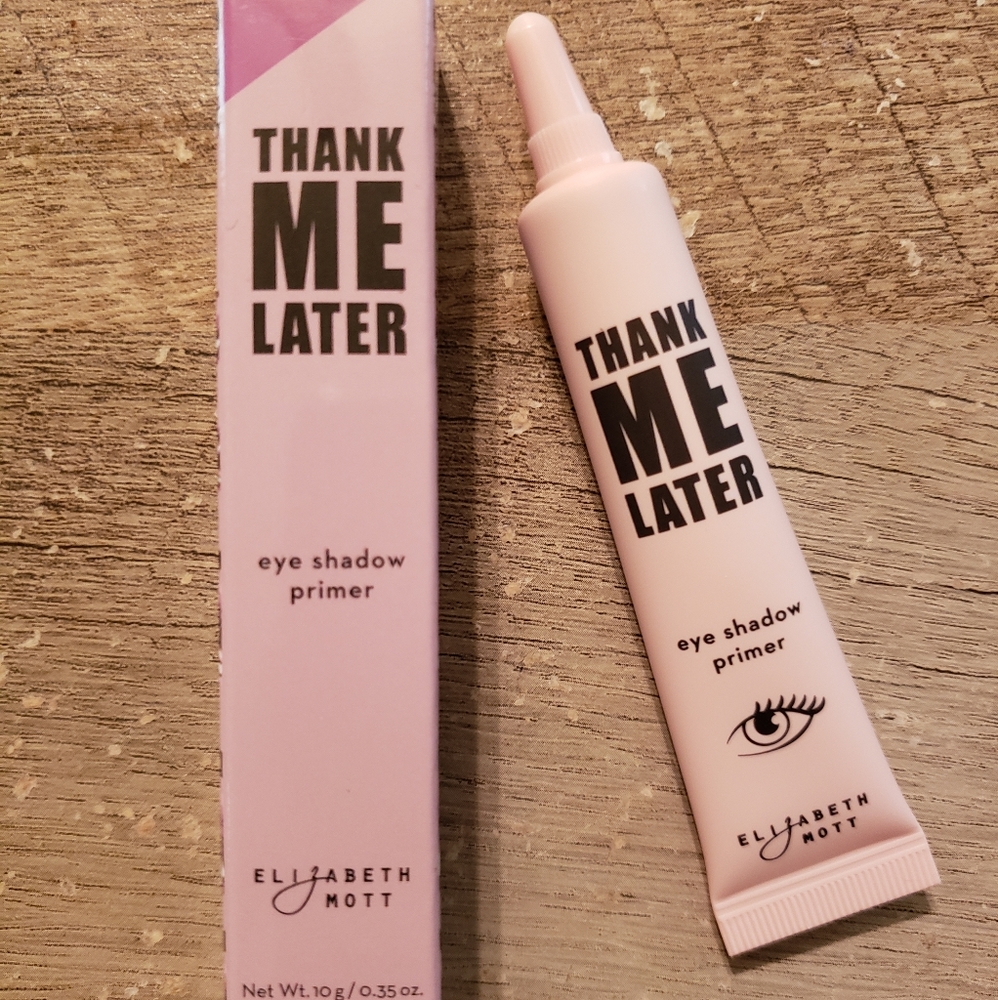 THANK
ME
LATER
eye shadow
primer
ELIZABETH
MOTT
Net Wt. 10 g / 0.35 oz.
THANK
ME
LATER
eye shadow
primer
ELIZABETH
MOTT